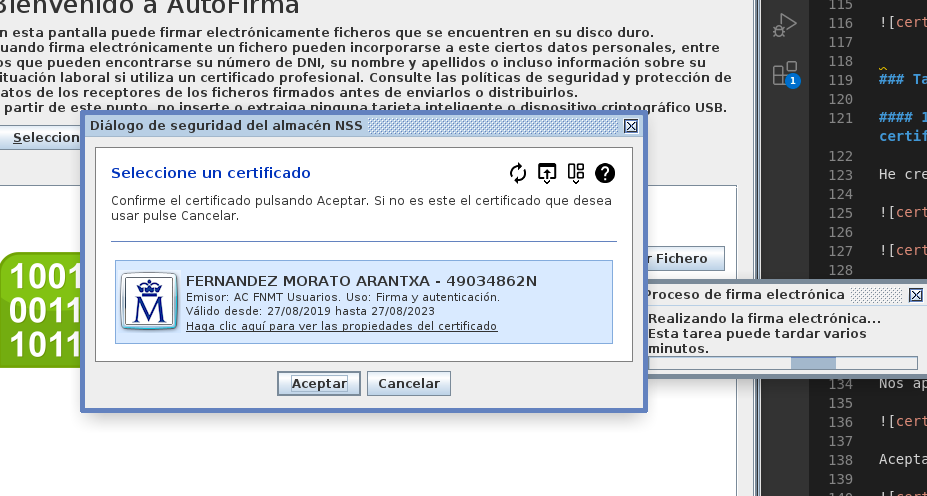 Bienvenido a AutoFirma
En esta pantalla puede firmar electrónicamente ficheros que se encuentren en su disco duro.
Cuando firma electrónicamente un fichero pueden incorporarse a este ciertos datos personales, entre
los que pueden encontrarse su número de DNI, su nombre y apellidos o incluso información sobre su
situación laboral si utiliza un certificado profesional. Consulte las políticas de seguridad y protección de
datos de los receptores de los ficheros firmados antes de enviarlos o distribuirlos.
partir de este punto, no inserte o extraiga ninguna tarjeta inteligente o dispositivo criptográfico USB.
Seleccion
Diálogo de seguridad del almacén NSS
Seleccione un certificado
Confirme el certificado pulsando Aceptar. Si no es este el certificado que desea
usar pulse Cancelar.
FERNANDEZ MORATO ARANTXA - 49034862N
Emisor: AC FNMT Usuarios. Uso: Firma y autenticación.
Válido desde: 27/08/2019 hasta 27/08/2023
Haga clic aquí para ver las propiedades del certificado
Aceptar
Cancelar
1001
0011
1011
r Fichero
Proceso de firma electrónica
Realizando la firma electrónica...
Esta tarea puede tardar varios
minutos.
1
115
116 ![cert
117
118
119 ### Ta
120
121 #### I
certif
122
123 He cre
124
125 ![cert
126
127 ![cert
128
134 Nos ap
135
136 ![cert
137
138 Acepta
139
140 ![cert